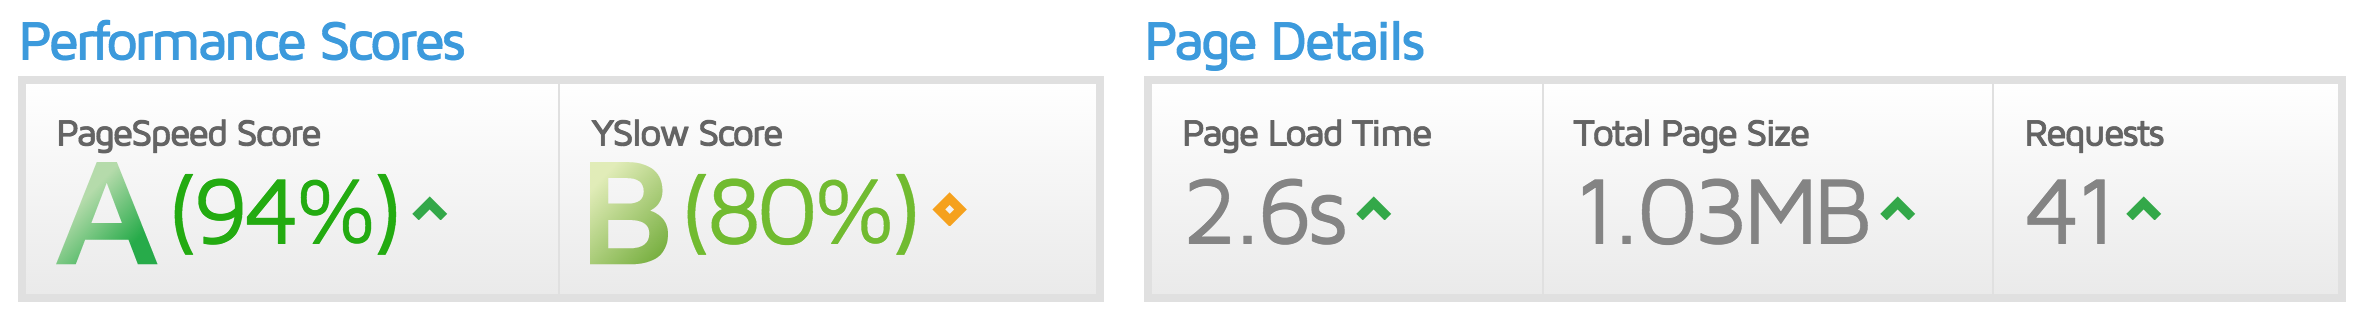 Performance Scores
PageSpeed Score
A (94%)
YSlow Score
B (80%)
Page Details
Page Load Time
2.6s
Total Page Size
1.03MB
Requests
41